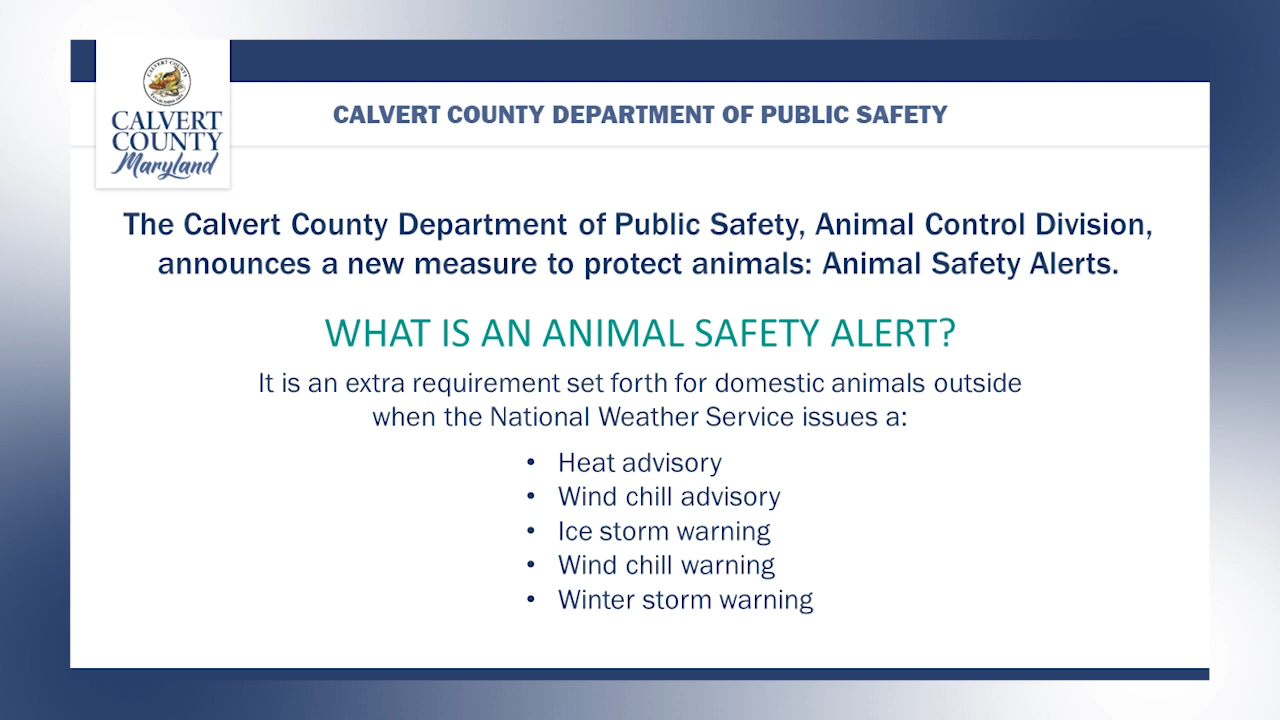 CALVERT COUNTY
CALVERT
COUNTY
Maryland
CALVERT COUNTY DEPARTMENT OF PUBLIC SAFETY
The Calvert County Department of Public Safety, Animal Control Division,
announces a new measure to protect animals: Animal Safety Alerts.
WHAT IS AN ANIMAL SAFETY ALERT?
It is an extra requirement set forth for domestic animals outside
when the National Weather Service issues a:
• Heat advisory
• Wind chill advisory
• Ice storm warning
• Wind chill warning
• Winter storm warning